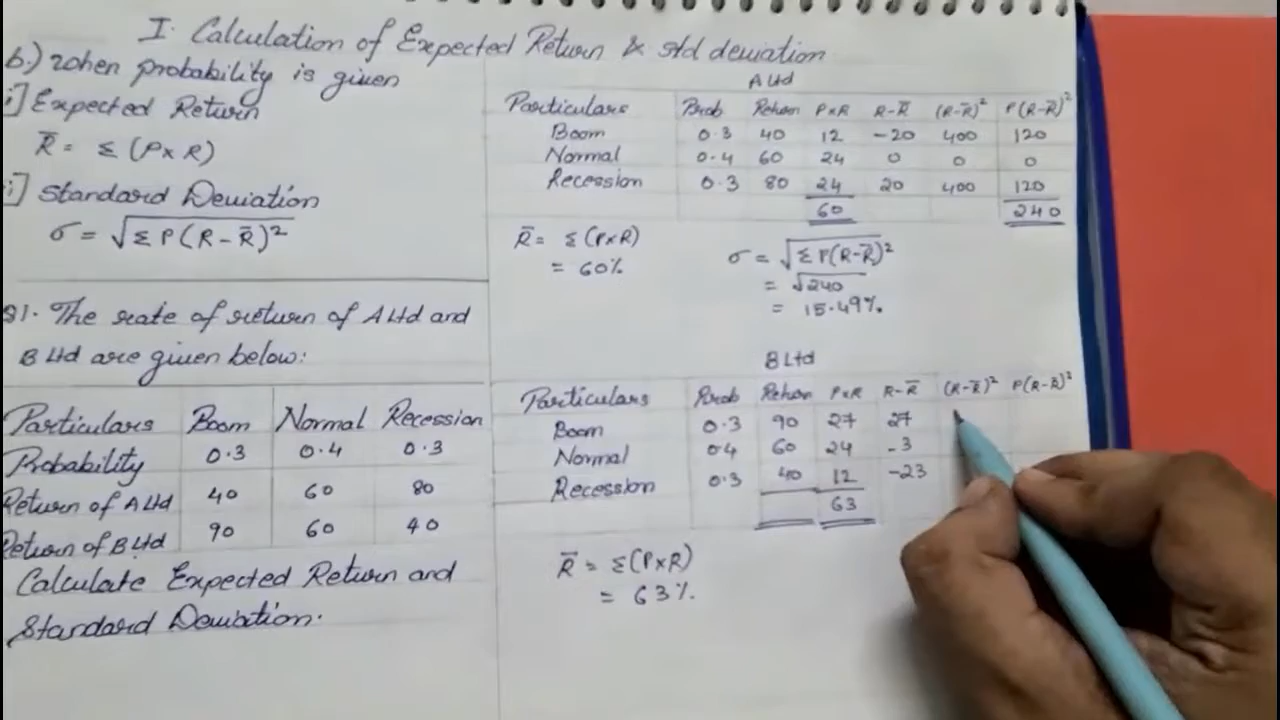 I. Calculation of Expected Return & Std deviation
b.) When probability is given
i] Expected Return
R̄ = Σ (P×R)
i] Standard Deviation
σ = √ΣP(R-R̄)²
Q1. The rate of return of A Ltd and
B Ltd are given below:
Particulars Boom Normal Recession
Probability 0.3 0.4 0.3
Return of A Ltd 40 60 80
Return of B Ltd 90 60 40
Calculate Expected Return and
Standard Deviation.
A Ltd
Particulars Prob Return P×R R-R̄ (R-R̄)² P(R-R̄)²
Boom 0.3 40 12 -20 400 120
Normal 0.4 60 24 0 0 0
Recession 0.3 80 24 20 400 120
60 240
R̄ = Σ(P×R)
= 60%
σ = √ΣP(R-R̄)²
= √240
= 15.49%
B Ltd
Particulars Prob Return P×R R-R̄ (R-R̄)² P(R-R̄)²
Boom 0.3 90 27 27
Normal 0.4 60 24 -3
Recession 0.3 40 12 -23
63
R̄ = Σ(P×R)
= 63%